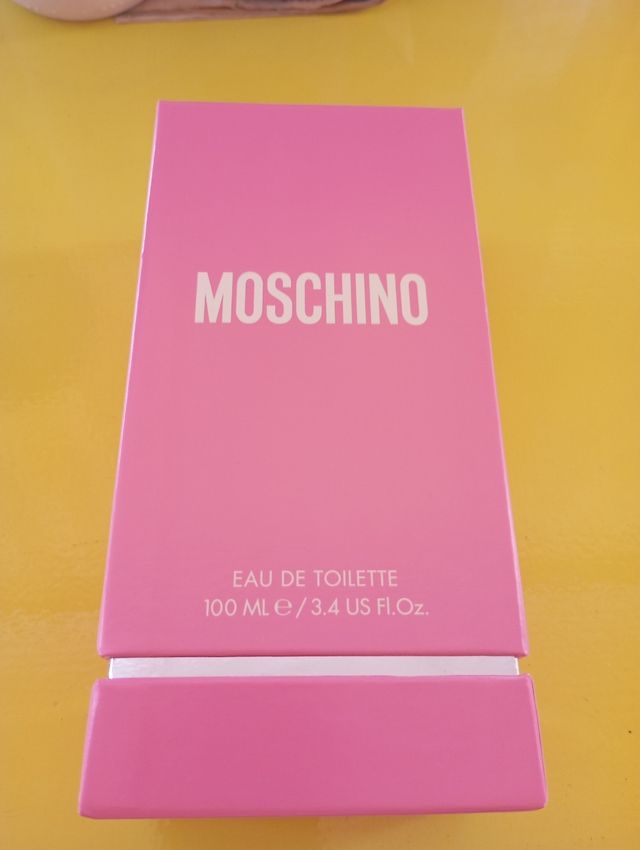 MOSCHINO
EAU DE TOILETTE
100 ML ℮ / 3.4 US Fl.Oz.